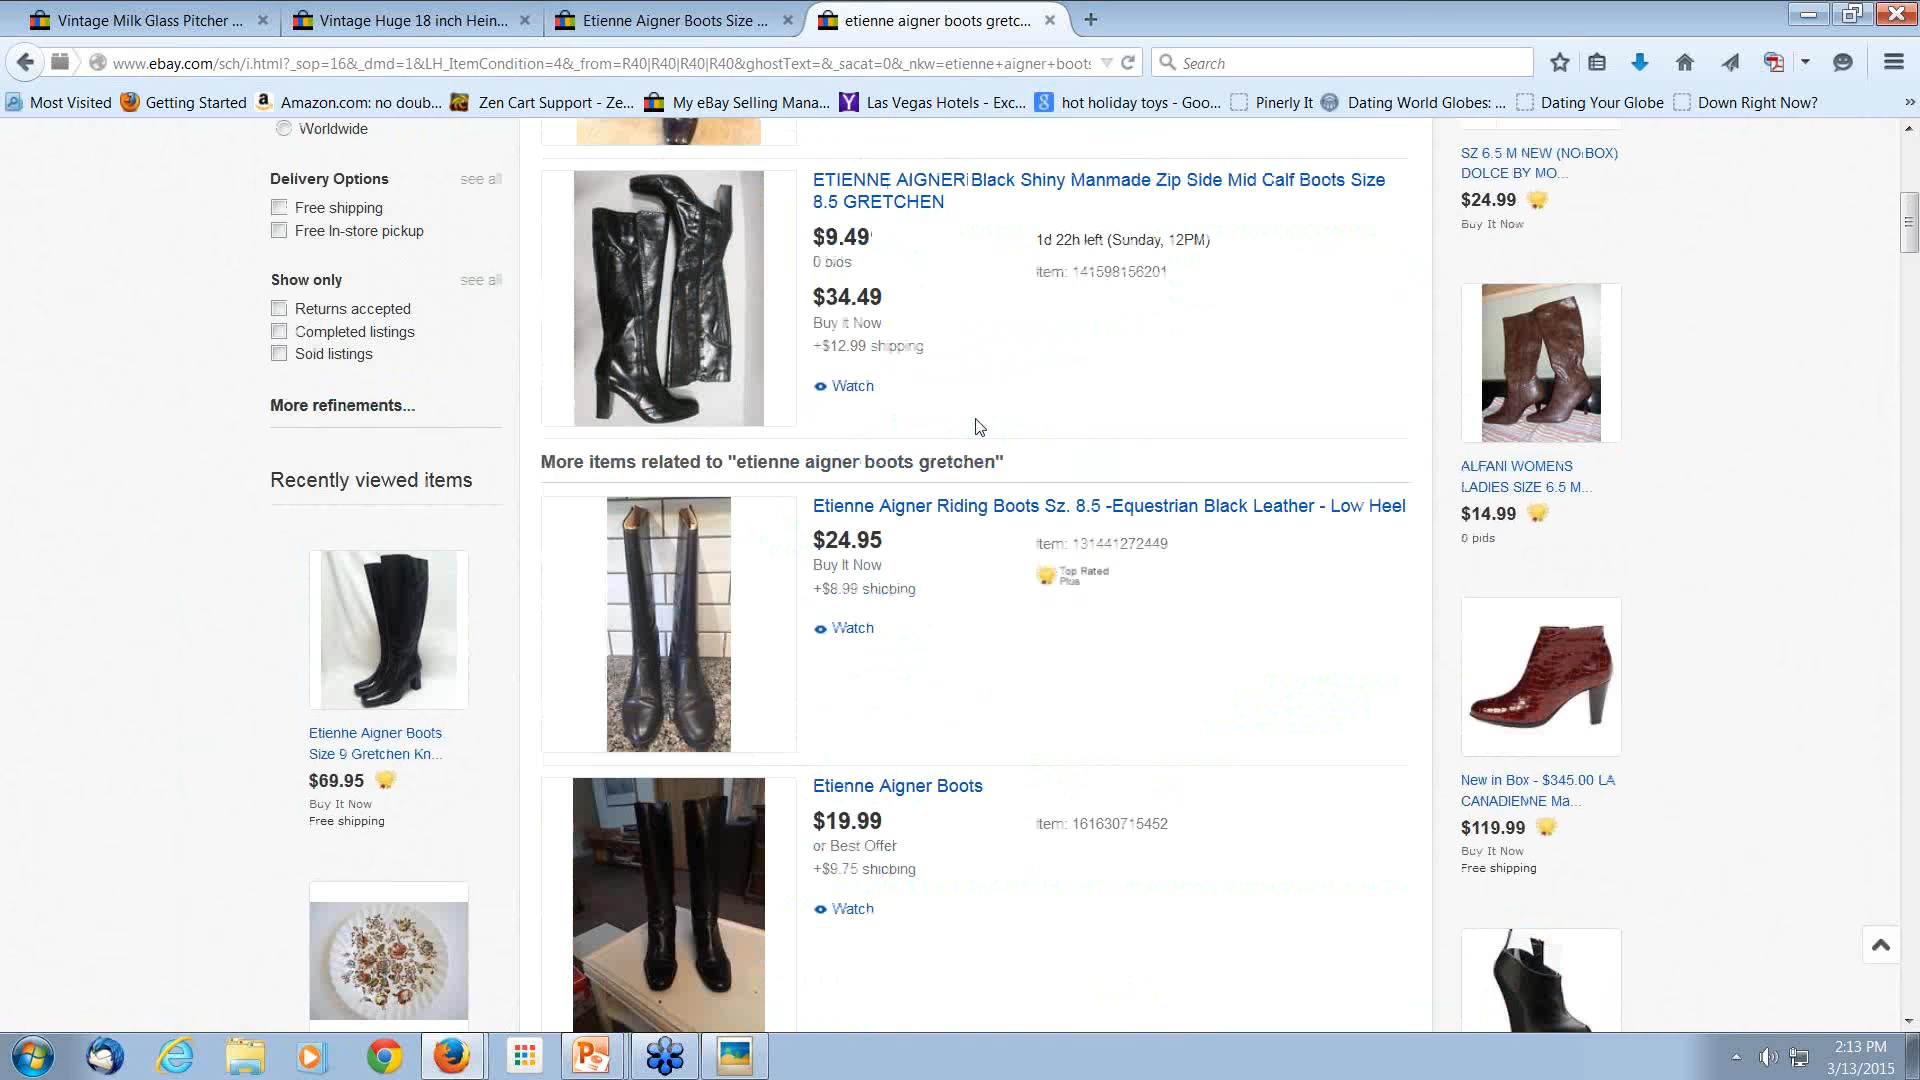 Vintage Milk Glass Pitcher ...
Vintage Huge 18 inch Hein...
Etienne Aigner Boots Size ...
etienne aigner boots gretc...
www.ebay.com/sch/i.html?_sop=16&_dmd=1&LH_ItemCondition=4&_from=R40|R40|R40|R40&ghostText=&_sacat=0&_nkw=etienne+aigner+boots
Search
Most Visited
Getting Started
Amazon.com: no doub...
Zen Cart Support - Ze...
My eBay Selling Mana...
Las Vegas Hotels - Exc...
hot holiday toys - Goo...
Pinerly It
Dating World Globes: ...
Dating Your Globe
Down Right Now?
Worldwide
Delivery Options see all
Free shipping
Free In-store pickup
Show only see all
Returns accepted
Completed listings
Sold listings
More refinements...
Recently viewed items
Etienne Aigner Boots
Size 9 Gretchen Kn...
$69.95
Buy It Now
Free shipping
ETIENNE AIGNER Black Shiny Manmade Zip Side Mid Calf Boots Size
8.5 GRETCHEN
$9.49 1d 22h left (Sunday, 12PM)
0 bids
Item: 141598156201
$34.49
Buy It Now
+$12.99 shipping
Watch
More items related to "etienne aigner boots gretchen"
Etienne Aigner Riding Boots Sz. 8.5 -Equestrian Black Leather - Low Heel
$24.95 Item: 131441272449
Buy It Now Top Rated
Plus
+$8.99 shipping
Watch
Etienne Aigner Boots
$19.99 Item: 161630715452
or Best Offer
+$9.75 shipping
Watch
SZ 6.5 M NEW (NO BOX)
DOLCE BY MO...
$24.99
Buy It Now
ALFANI WOMENS
LADIES SIZE 6.5 M...
$14.99
0 bids
New in Box - $345.00 LA
CANADIENNE Ma...
$119.99
Buy It Now
Free shipping
2:13 PM
3/13/2015